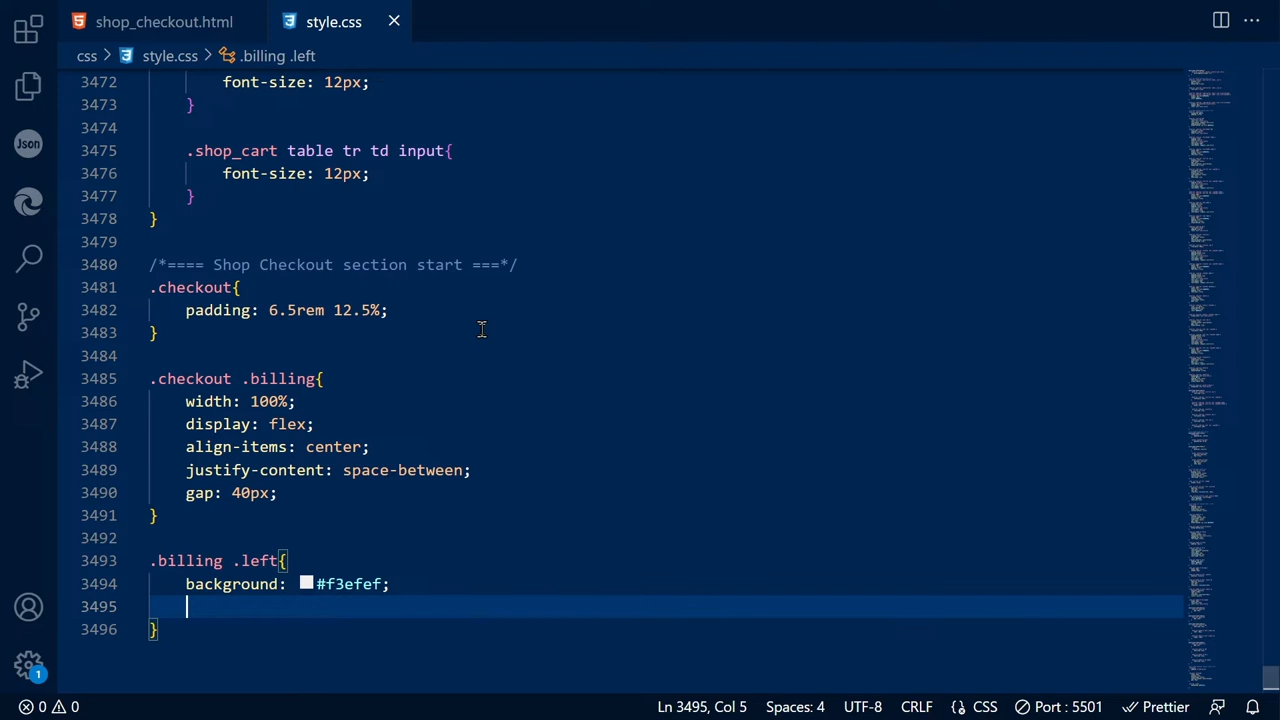 shop_checkout.html
style.css
css > style.css > .billing .left
3472 font-size: 12px;
3473 }
3474
3475 .shop_cart table tr td input{
3476 font-size: 12px;
3477 }
3478 }
3479
3480 /*==== Shop Checkout section start ===
3481 .checkout{
3482 padding: 6.5rem 12.5%;
3483 }
3484
3485 .checkout .billing{
3486 width: 100%;
3487 display: flex;
3488 align-items: center;
3489 justify-content: space-between;
3490 gap: 40px;
3491 }
3492
3493 .billing .left{
3494 background: #f3efef;
3495
3496 }
Json
1
0 0
Ln 3495, Col 5
Spaces: 4
UTF-8
CRLF
{} CSS
Port : 5501
Prettier